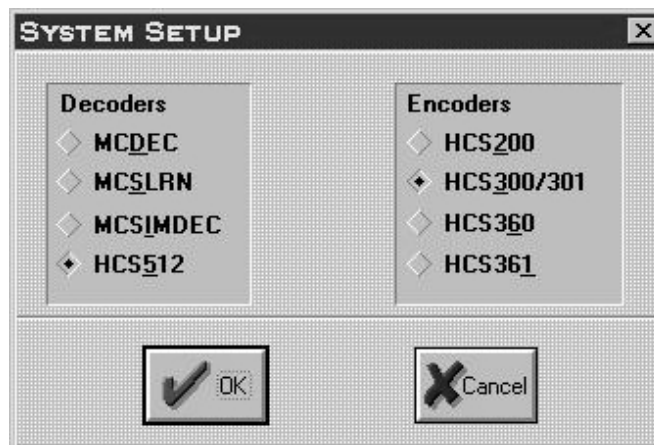 SYSTEM SETUP
Decoders
MCDEC
MCSLRN
MCSIMDEC
HCS512
Encoders
HCS200
HCS300/301
HCS360
HCS361
OK
Cancel